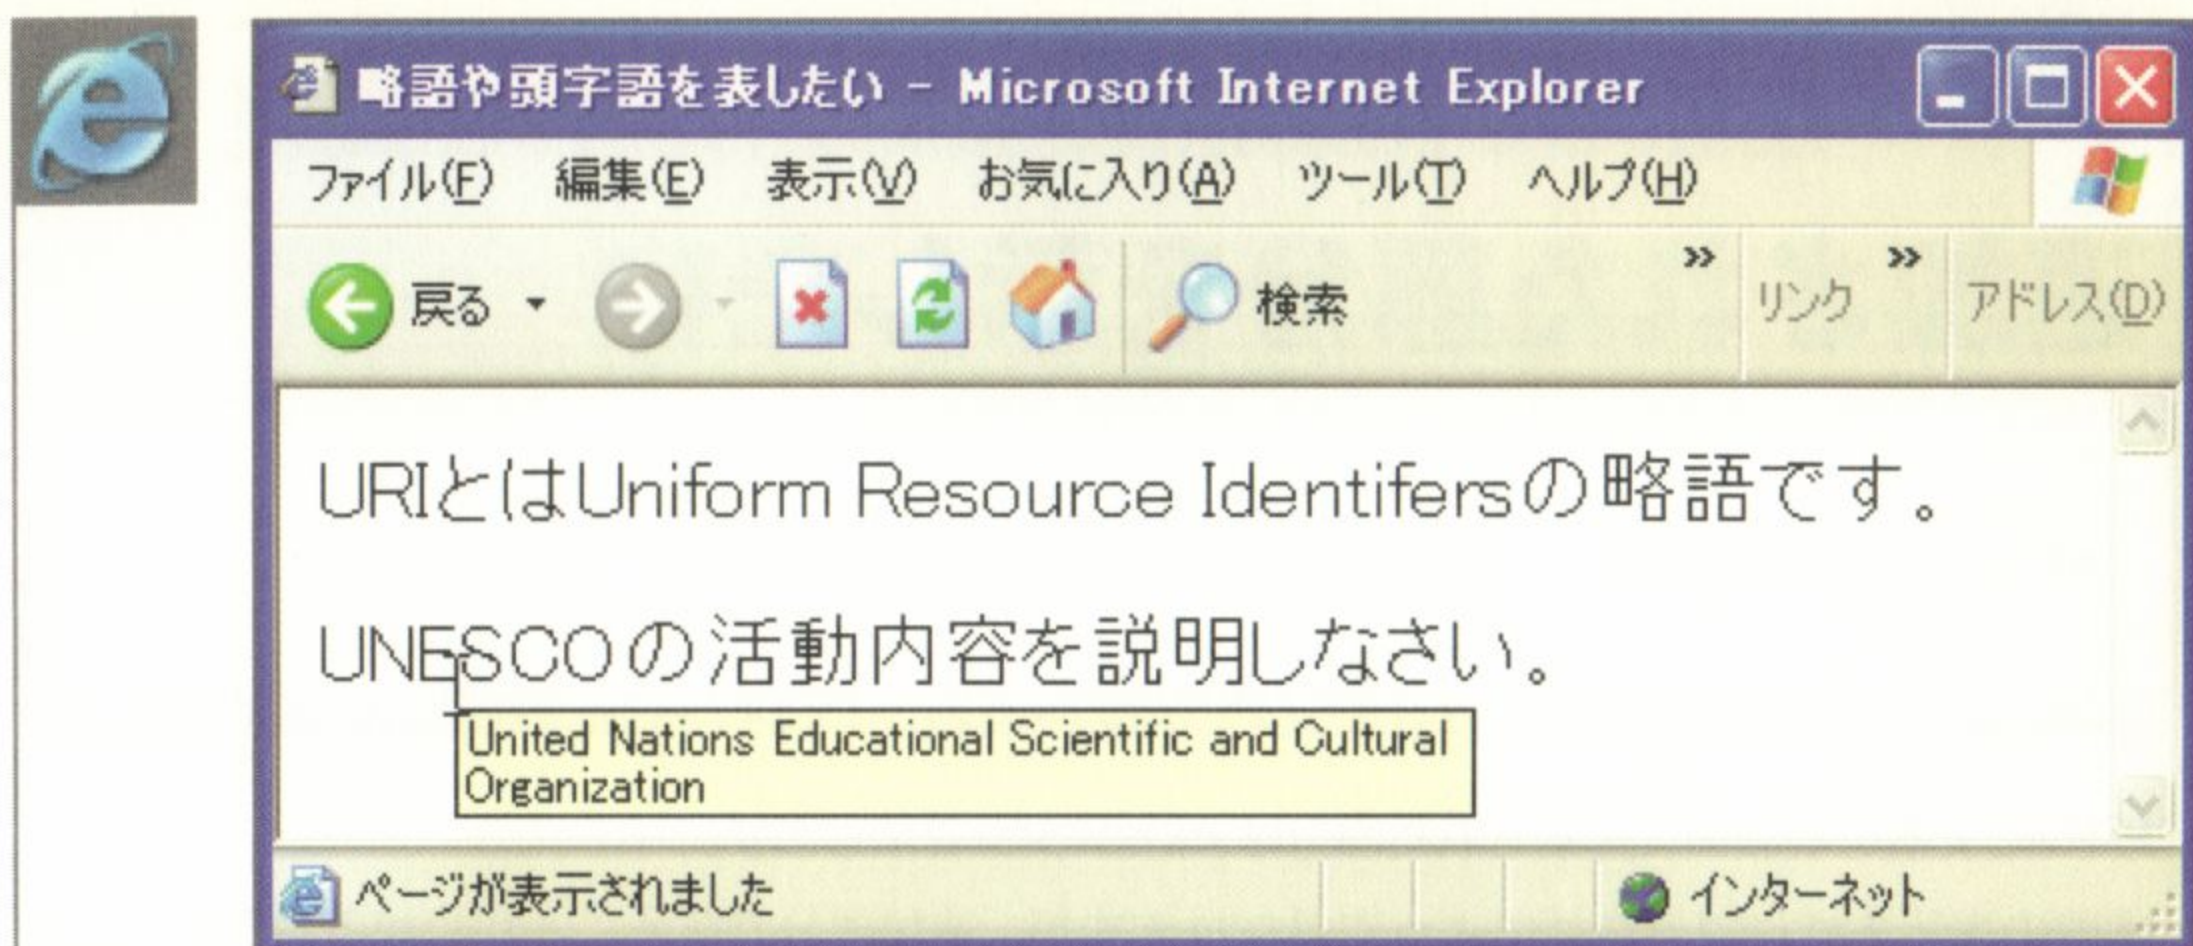 略語や頭字語を表したい - Microsoft Internet Explorer
ファイル(F) 編集(E) 表示(V) お気に入り(A) ツール(T) ヘルプ(H)
戻る 検索 » リンク » アドレス(D)
URIとはUniform Resource Identifersの略語です。
UNESCOの活動内容を説明しなさい。
United Nations Educational Scientific and Cultural
Organization
ページが表示されました インターネット